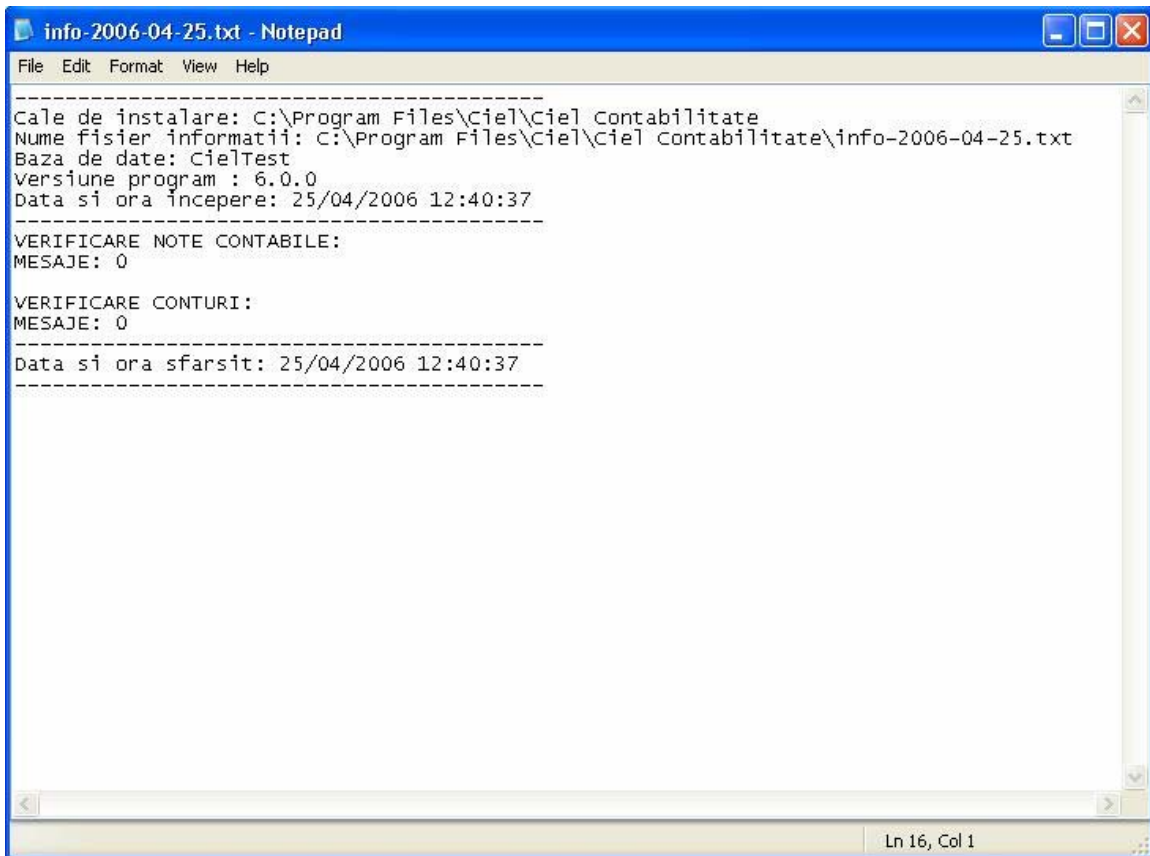 info-2006-04-25.txt - Notepad
File Edit Format View Help
------------------------------------------
Cale de instalare: C:\Program Files\Ciel\Ciel Contabilitate
Nume fisier informatii: C:\Program Files\Ciel\Ciel Contabilitate\info-2006-04-25.txt
Baza de date: CielTest
Versiune program : 6.0.0
Data si ora incepere: 25/04/2006 12:40:37
------------------------------------------
VERIFICARE NOTE CONTABILE:
MESAJE: 0
VERIFICARE CONTURI:
MESAJE: 0
------------------------------------------
Data si ora sfarsit: 25/04/2006 12:40:37
------------------------------------------
Ln 16, Col 1